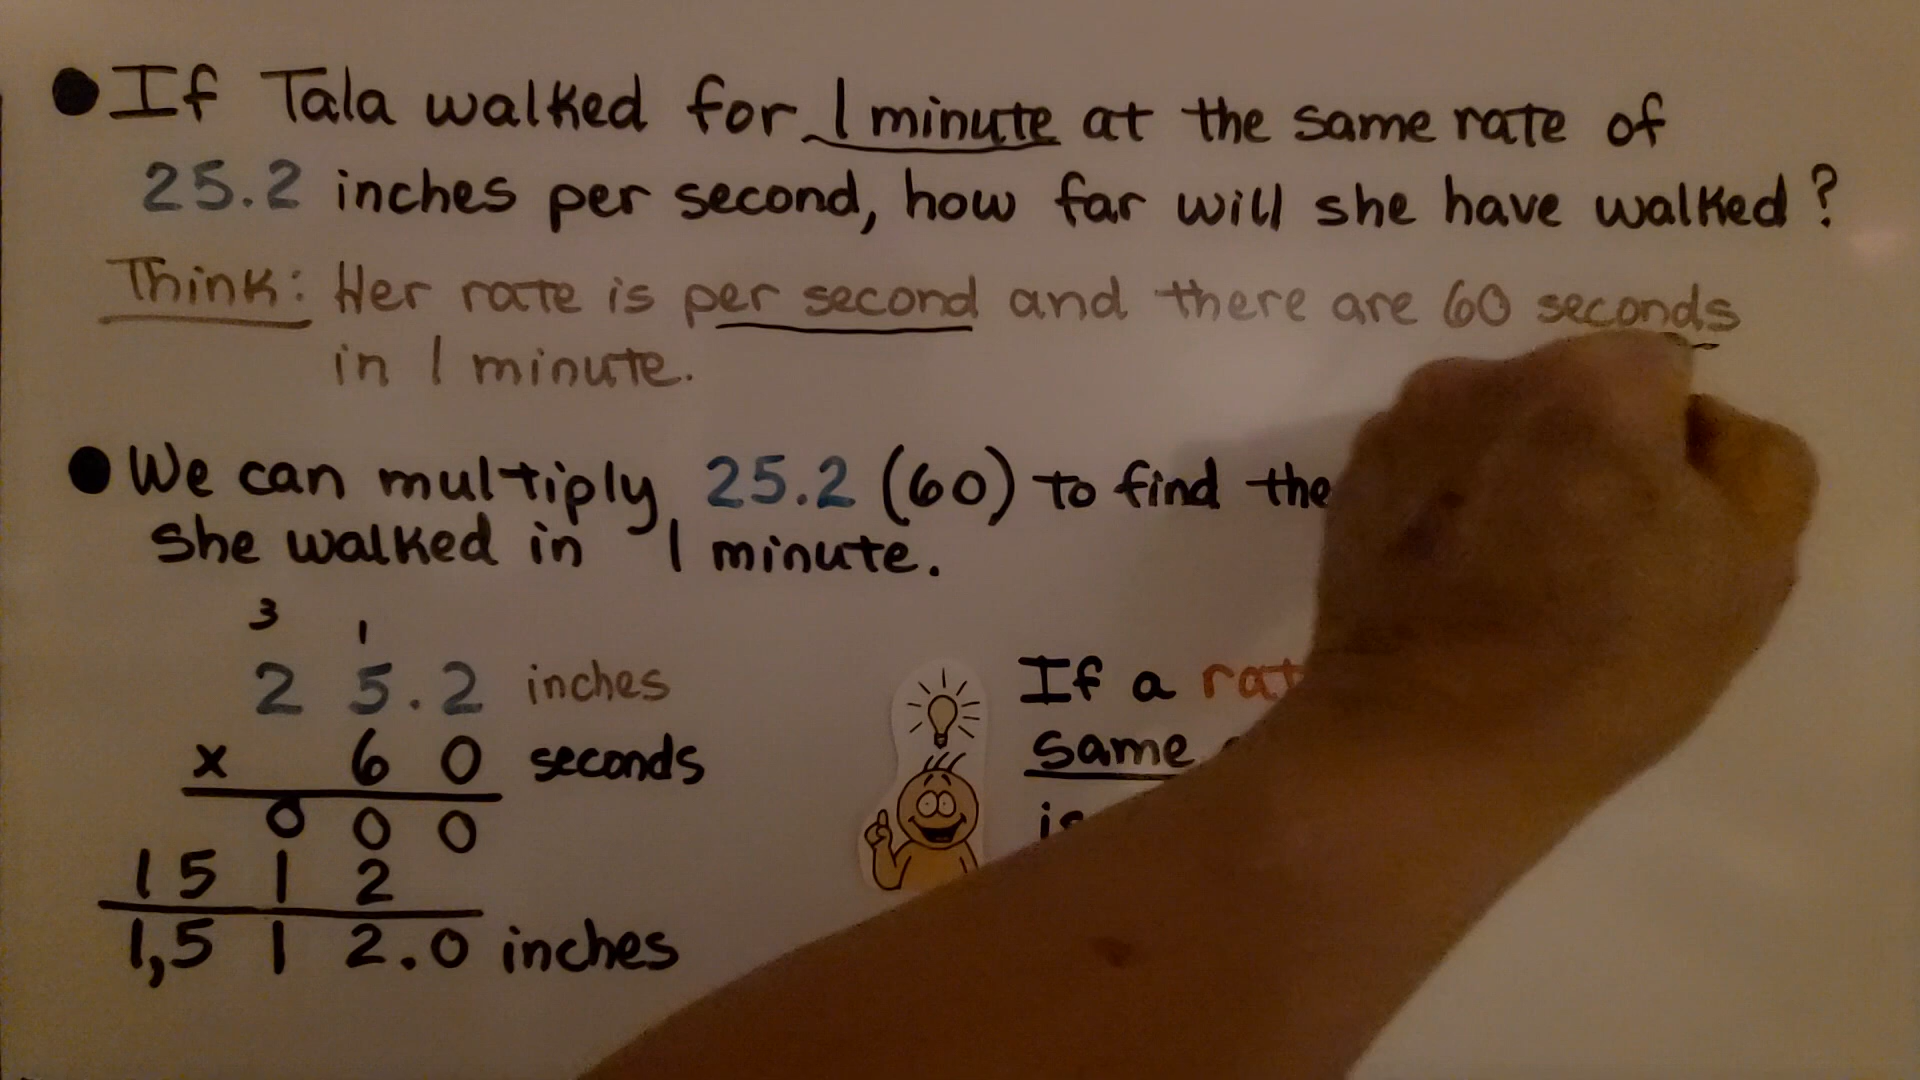 If Tala walked for 1 minute at the same rate of
25.2 inches per second, how far will she have walked?
Think: Her rate is per second and there are 60 seconds
in 1 minute.
We can multiply 25.2 (60) to find the
she walked in 1 minute.
3 1
2 5.2 inches
x 6 0 seconds
0 0 0
1 5 1 2
1,5 1 2.0 inches
If a
same